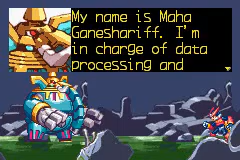 My name is Maha
Ganeshariff. I'm
in charge of data
processing and